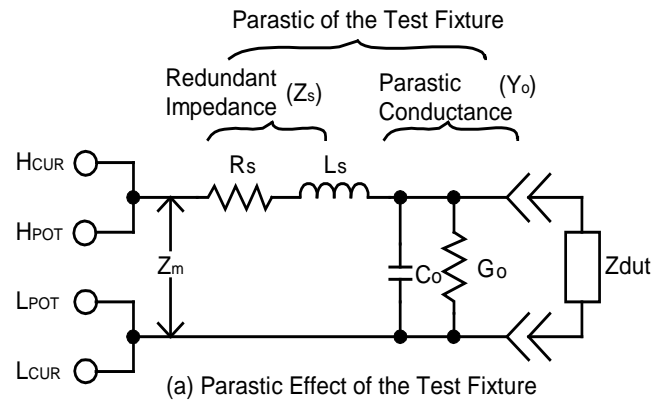 Parastic of the Test Fixture
Redundant
Impedance (Zs)
Parastic (Yo)
Conductance
HCUR
Rs
Ls
HPOT
Zm
Co
Go
Zdut
LPOT
LCUR
(a) Parastic Effect of the Test Fixture